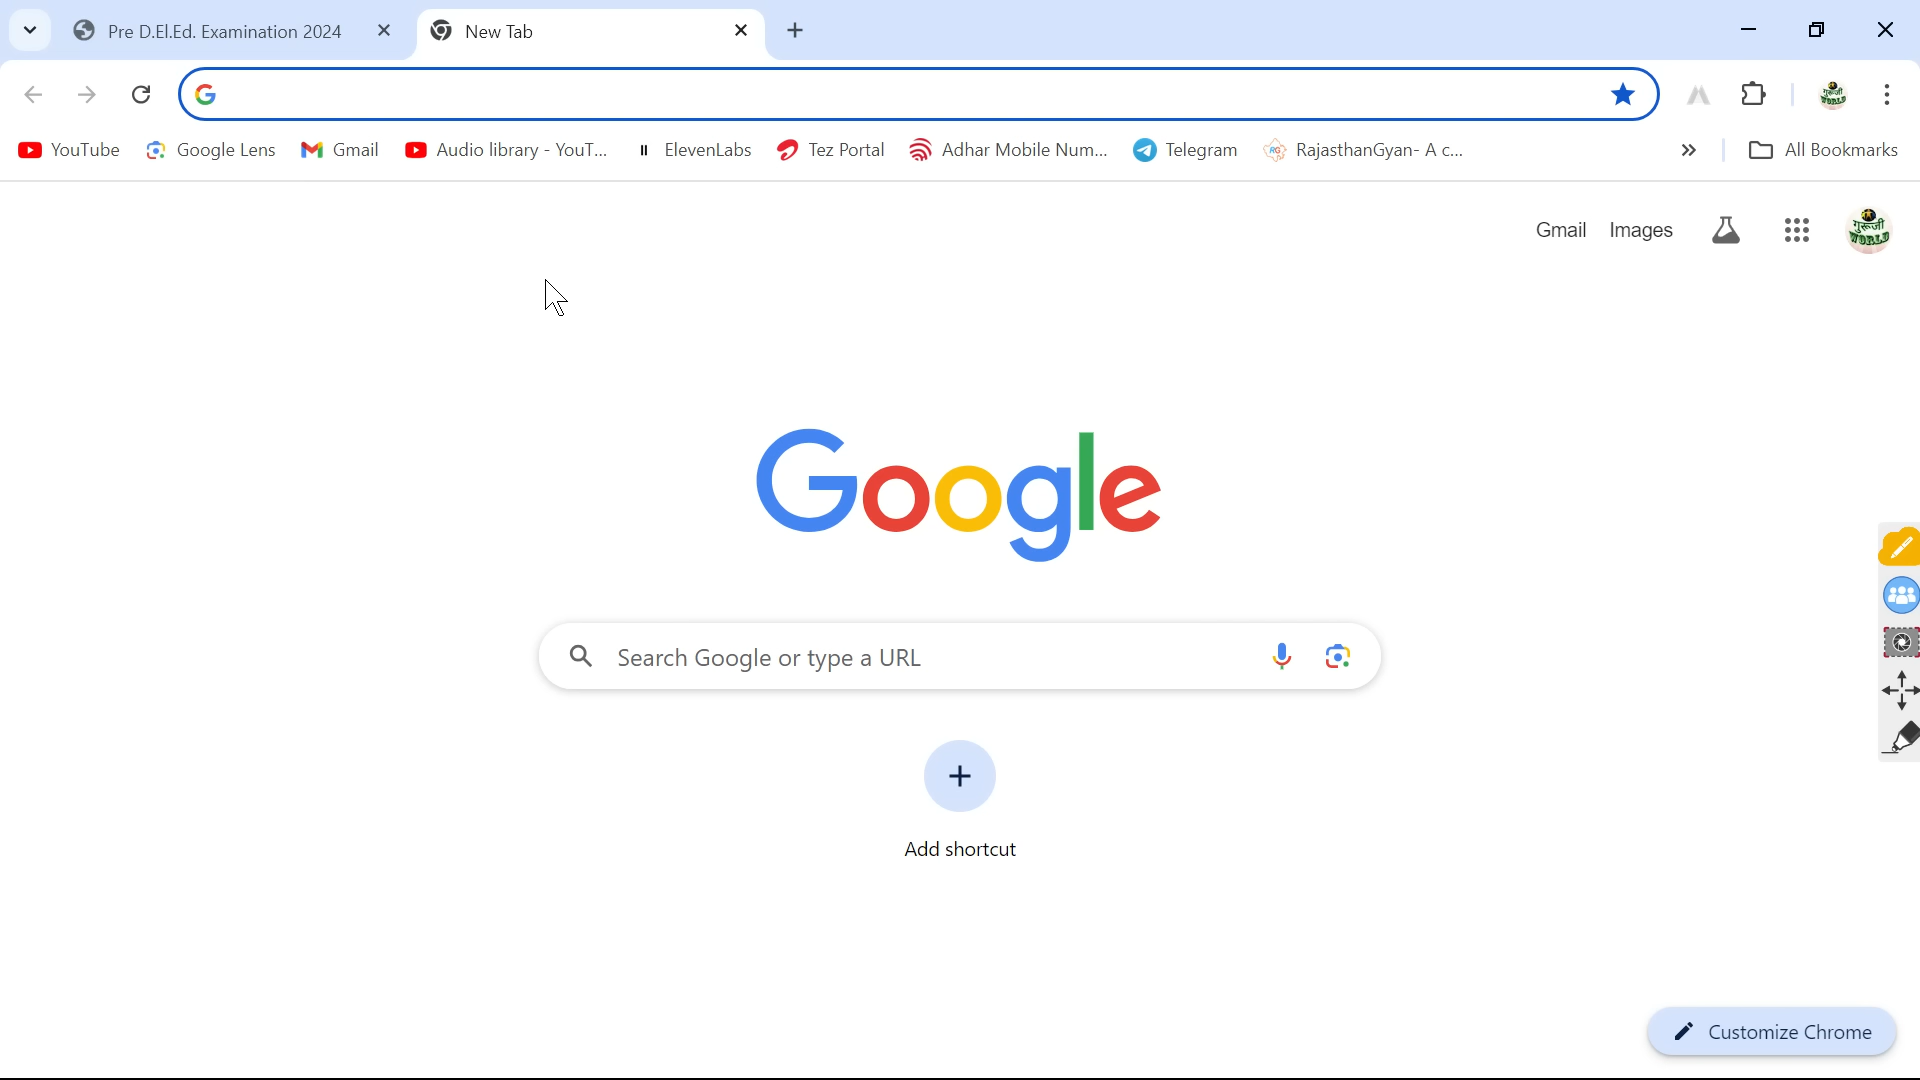 Pre D.El.Ed. Examination 2024
New Tab
YouTube
Google Lens
Gmail
Audio library - YouT...
ElevenLabs
Tez Portal
Adhar Mobile Num...
Telegram
RajasthanGyan- A c...
All Bookmarks
Gmail
Images
गुरूजी
WORLD
Google
Search Google or type a URL
Add shortcut
Customize Chrome